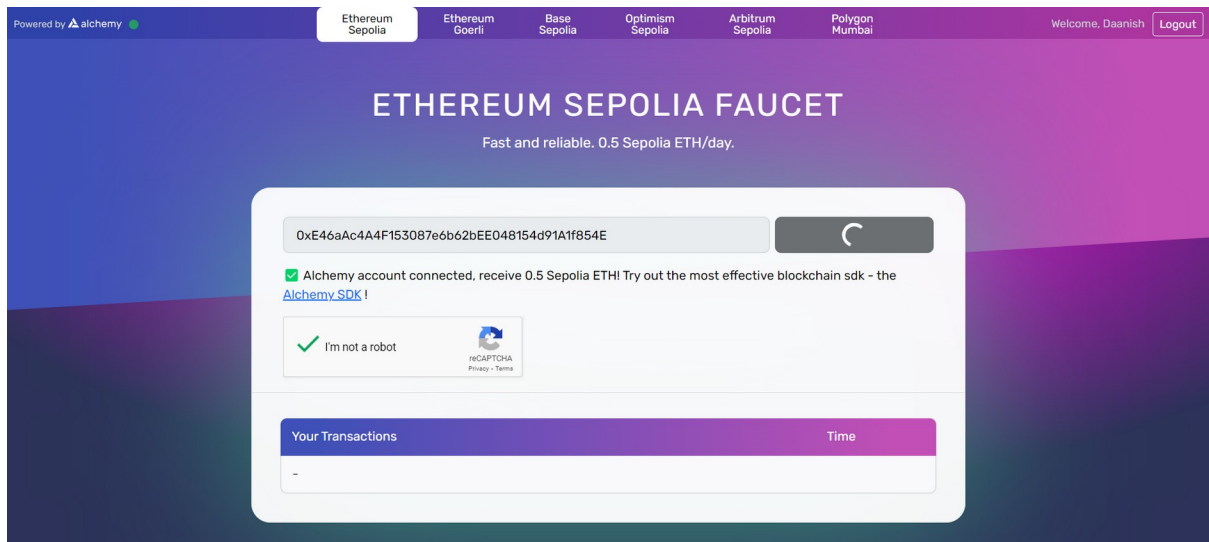 Powered by alchemy
Ethereum Sepolia
Ethereum Goerli
Base Sepolia
Optimism Sepolia
Arbitrum Sepolia
Polygon Mumbai
Welcome, Daanish
Logout
ETHEREUM SEPOLIA FAUCET
Fast and reliable. 0.5 Sepolia ETH/day.
0xE46aAc4A4F153087e6b62bEE048154d91A1f854E
Alchemy account connected, receive 0.5 Sepolia ETH! Try out the most effective blockchain sdk - the
Alchemy SDK !
I'm not a robot
reCAPTCHA
Privacy - Terms
Your Transactions Time
-